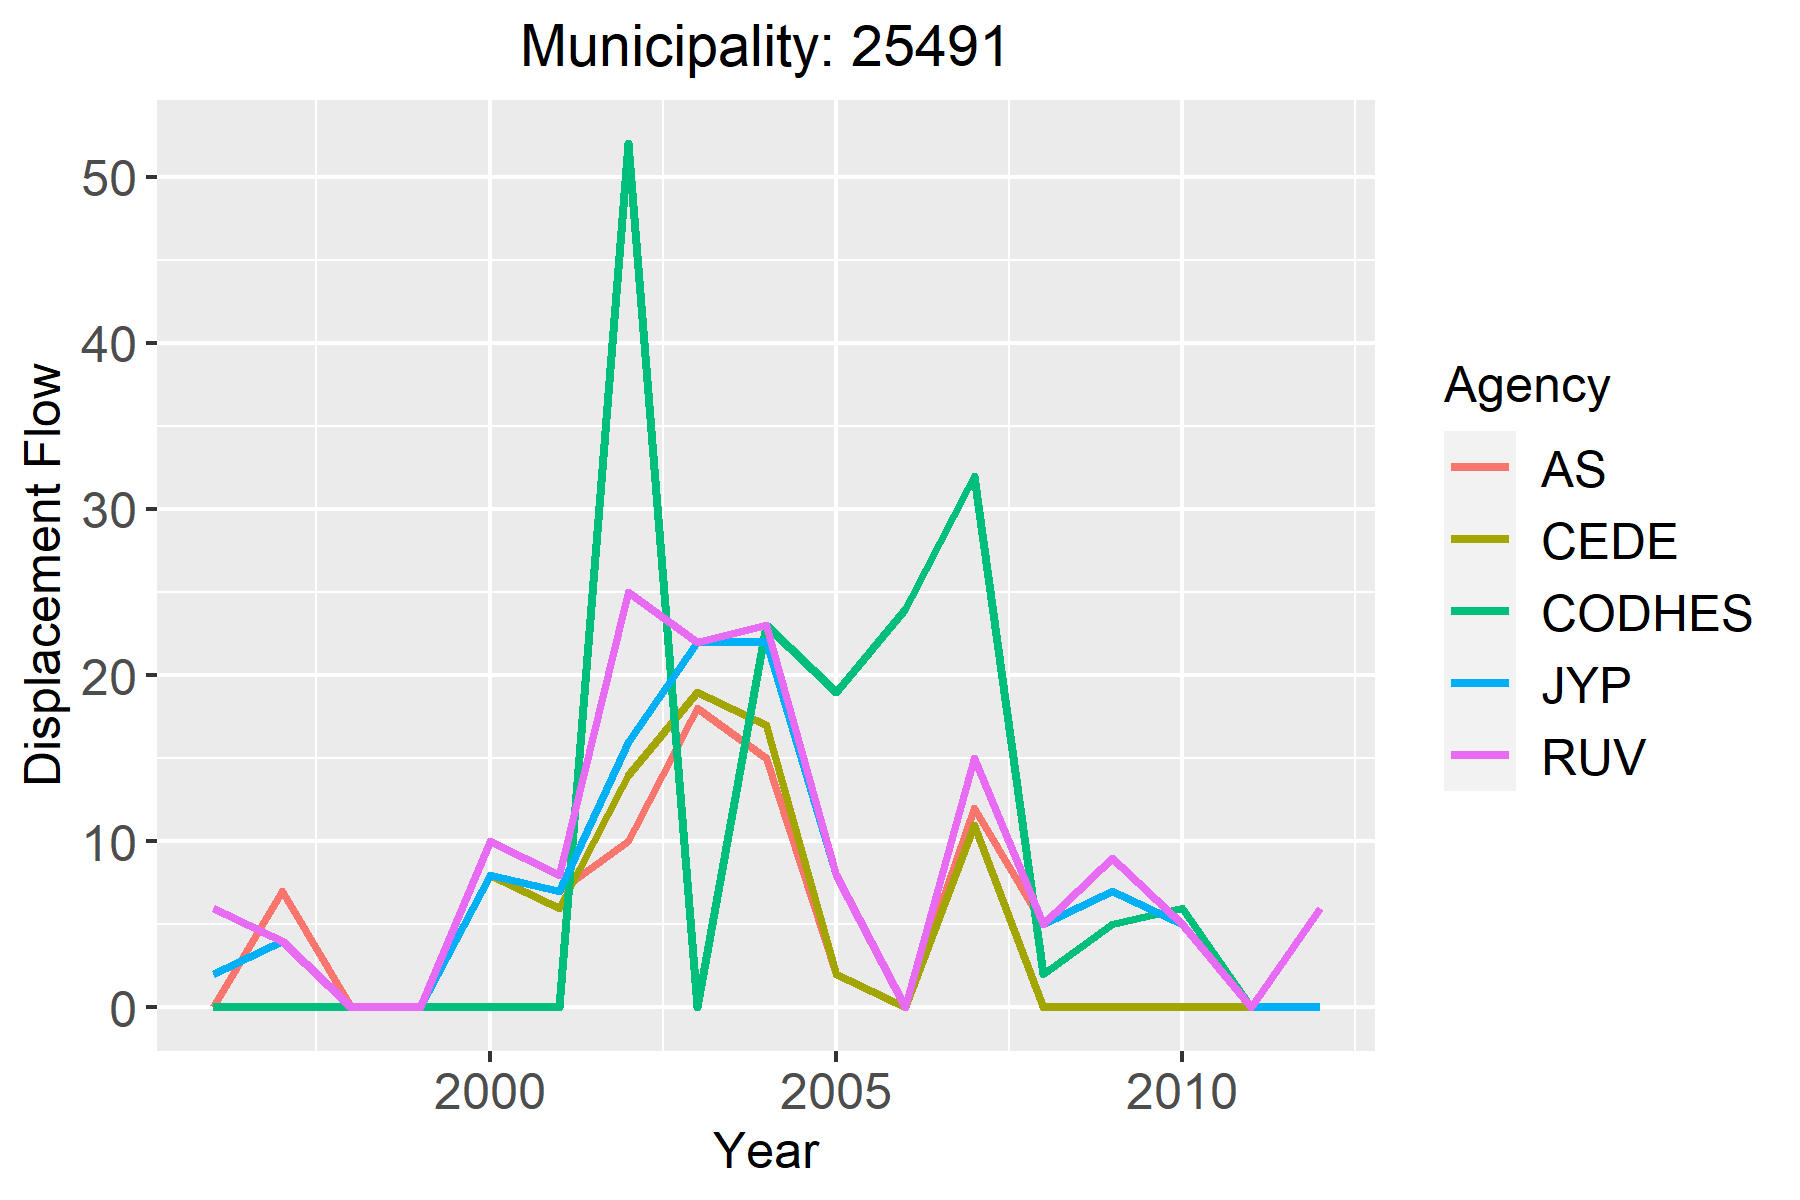 Municipality: 25491
Displacement Flow
50
40
30
20
10
0
2000 2005 2010
Year
Agency
AS
CEDE
CODHES
JYP
RUV